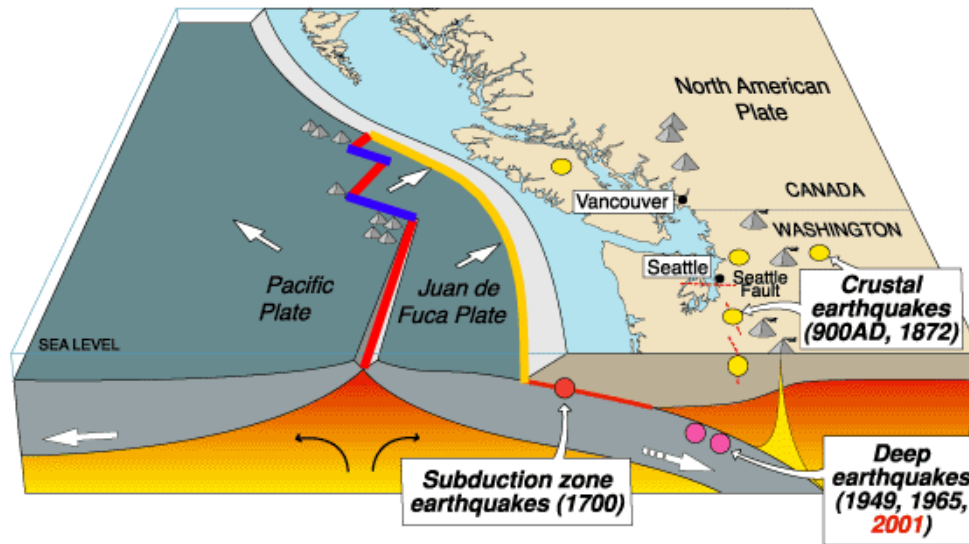 North American
Plate
CANADA
Vancouver
WASHINGTON
Seattle
Seattle
Fault
Crustal
earthquakes
(900AD, 1872)
Pacific
Plate
Juan de
Fuca Plate
SEA LEVEL
Subduction zone
earthquakes (1700)
Deep
earthquakes
(1949, 1965,
2001)